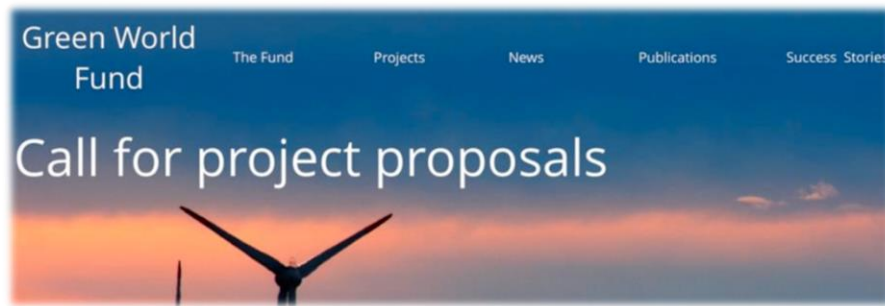 Green World
Fund
The Fund
Projects
News
Publications
Success Stories
Call for project proposals